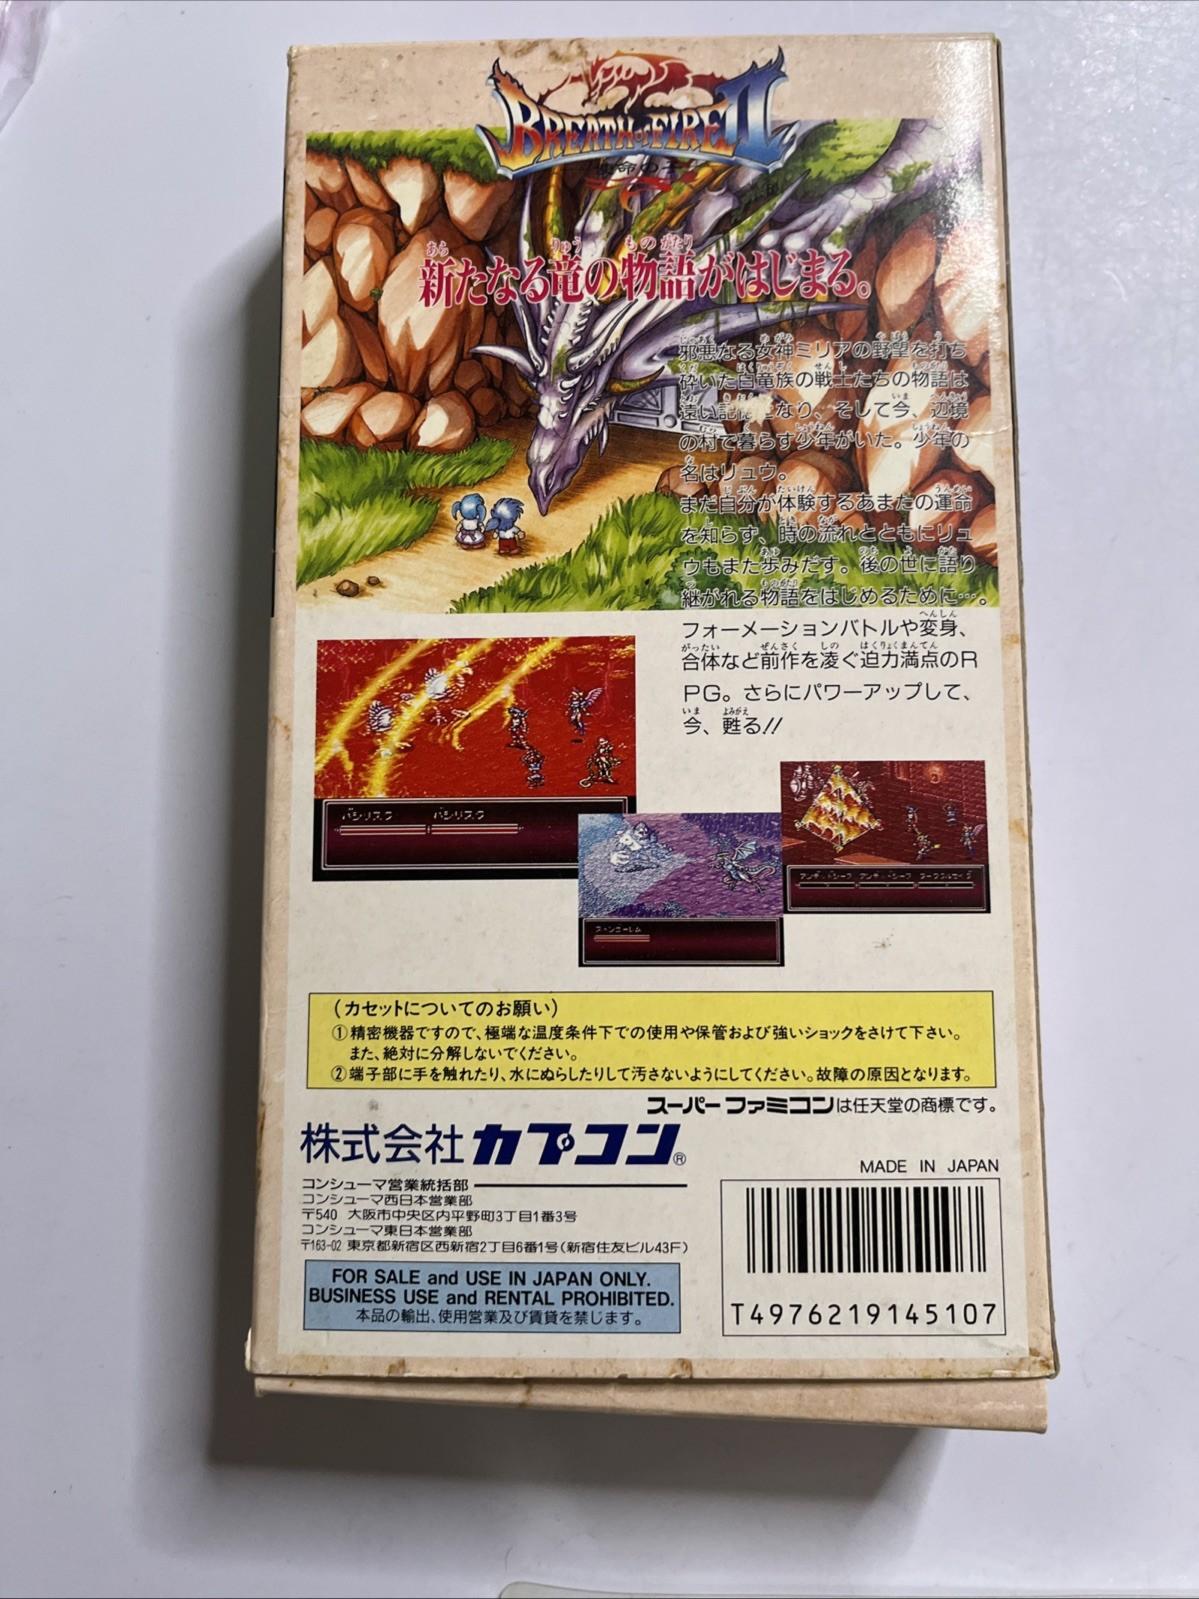 BREATH OF FIRE II
使命の子
新たなる竜の物語がはじまる。
邪悪なる女神ミリアの野望を打ち
砕いた白竜族の戦士たちの物語は
遠い記憶となり、そして今、辺境
の村で暮らす少年がいた。少年の
名はリュウ。
まだ自分が体験するあまたの運命
を知らず、時の流れとともにリュ
ウもまた歩みだす。後の世に語り
継がれる物語をはじめるために…。
フォーメーションバトルや変身、
合体など前作を凌ぐ迫力満点のR
PG。さらにパワーアップして、
今、甦る!!
バシリスク バシリスク
(カセットについてのお願い)
①精密機器ですので、極端な温度条件下での使用や保管および強いショックをさけて下さい。
また、絶対に分解しないでください。
②端子部に手を触れたり、水にぬらしたりして汚さないようにしてください。故障の原因となります。
スーパーファミコンは任天堂の商標です。
株式会社カプコン®
MADE IN JAPAN
コンシューマ営業統括部
コンシューマ西日本営業部
〒540 大阪市中央区内平野町3丁目1番3号
コンシューマ東日本営業部
〒163-02 東京都新宿区西新宿2丁目6番1号(新宿住友ビル43F)
FOR SALE and USE IN JAPAN ONLY.
BUSINESS USE and RENTAL PROHIBITED.
本品の輸出、使用営業及び賃貸を禁じます。
T4976219145107